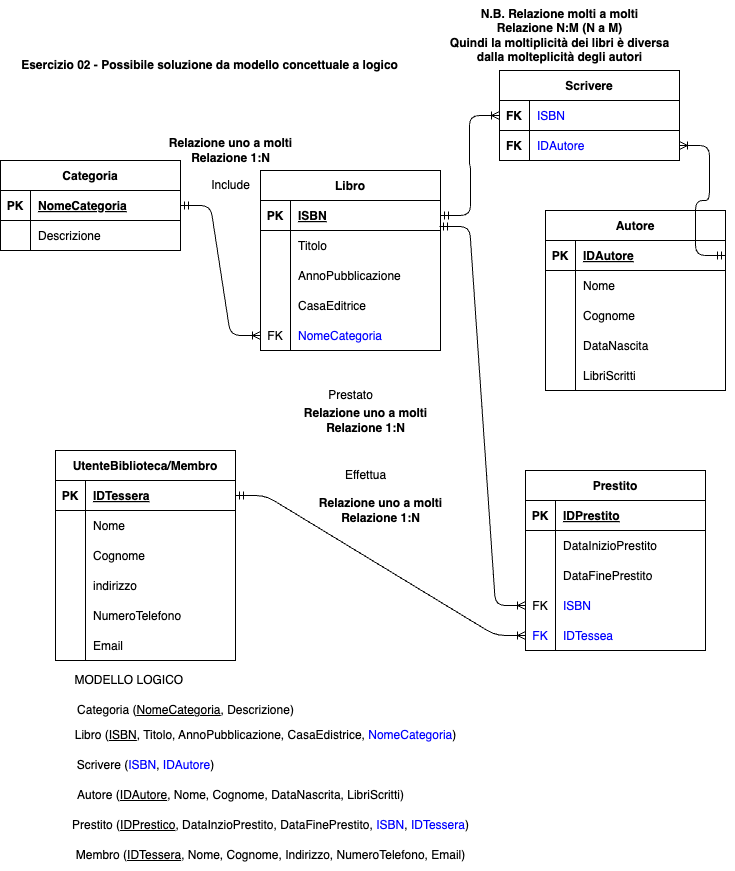 N.B. Relazione molti a molti
Relazione N:M (N a M)
Quindi la moltiplicità dei libri è diversa
dalla molteplicità degli autori
Esercizio 02 - Possibile soluzione da modello concettuale a logico
Scrivere
FK ISBN
FK IDAutore
Relazione uno a molti
Relazione 1:N
Include
Categoria
PK NomeCategoria
Descrizione
Libro
PK ISBN
Titolo
AnnoPubblicazione
CasaEditrice
FK NomeCategoria
Autore
PK IDAutore
Nome
Cognome
DataNascita
LibriScritti
Prestato
Relazione uno a molti
Relazione 1:N
Effettua
Relazione uno a molti
Relazione 1:N
UtenteBiblioteca/Membro
PK IDTessera
Nome
Cognome
indirizzo
NumeroTelefono
Email
Prestito
PK IDPrestito
DataInizioPrestito
DataFinePrestito
FK ISBN
FK IDTessea
MODELLO LOGICO
Categoria (NomeCategoria, Descrizione)
Libro (ISBN, Titolo, AnnoPubblicazione, CasaEdistrice, NomeCategoria)
Scrivere (ISBN, IDAutore)
Autore (IDAutore, Nome, Cognome, DataNascrita, LibriScritti)
Prestito (IDPrestico, DataInzioPrestito, DataFinePrestito, ISBN, IDTessera)
Membro (IDTessera, Nome, Cognome, Indirizzo, NumeroTelefono, Email)